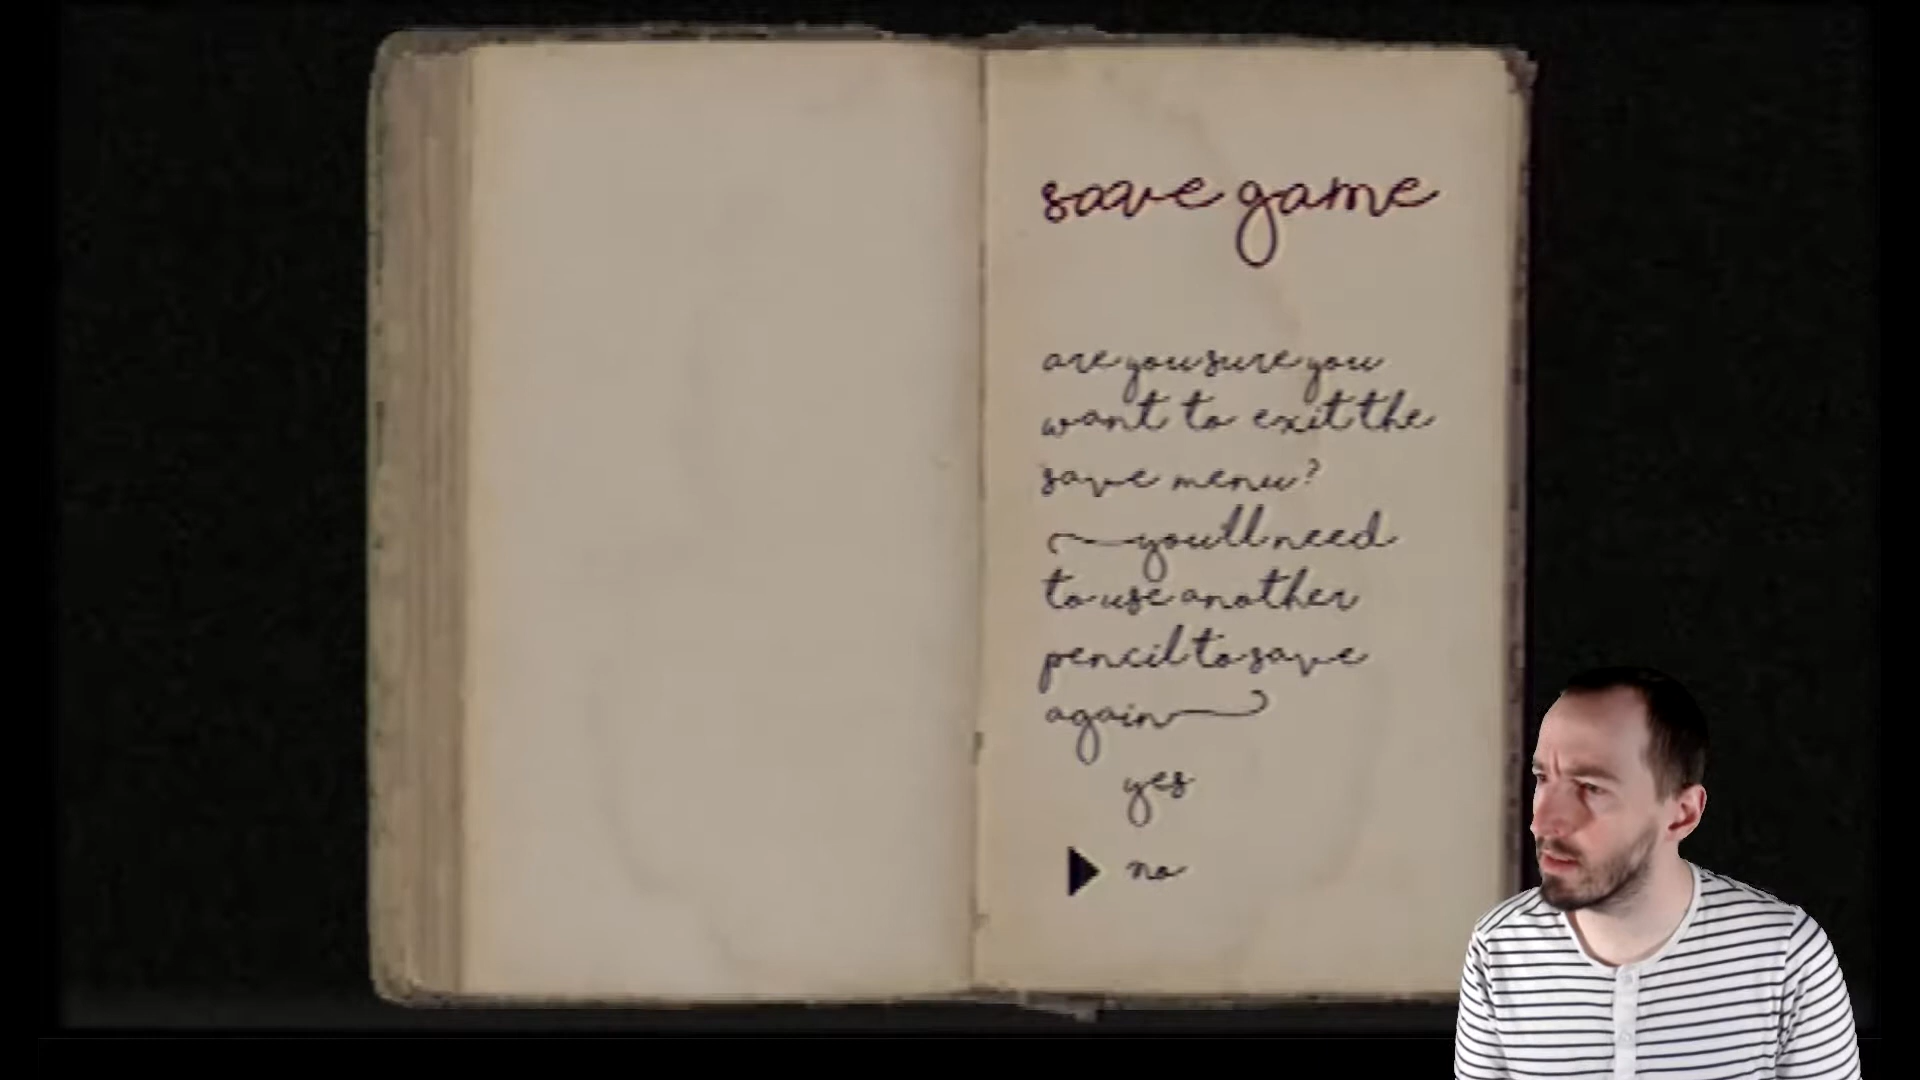 save game
are you sure you
want to exit the
save menu?
(you'll need
to use another
pencil to save
again)
yes
no